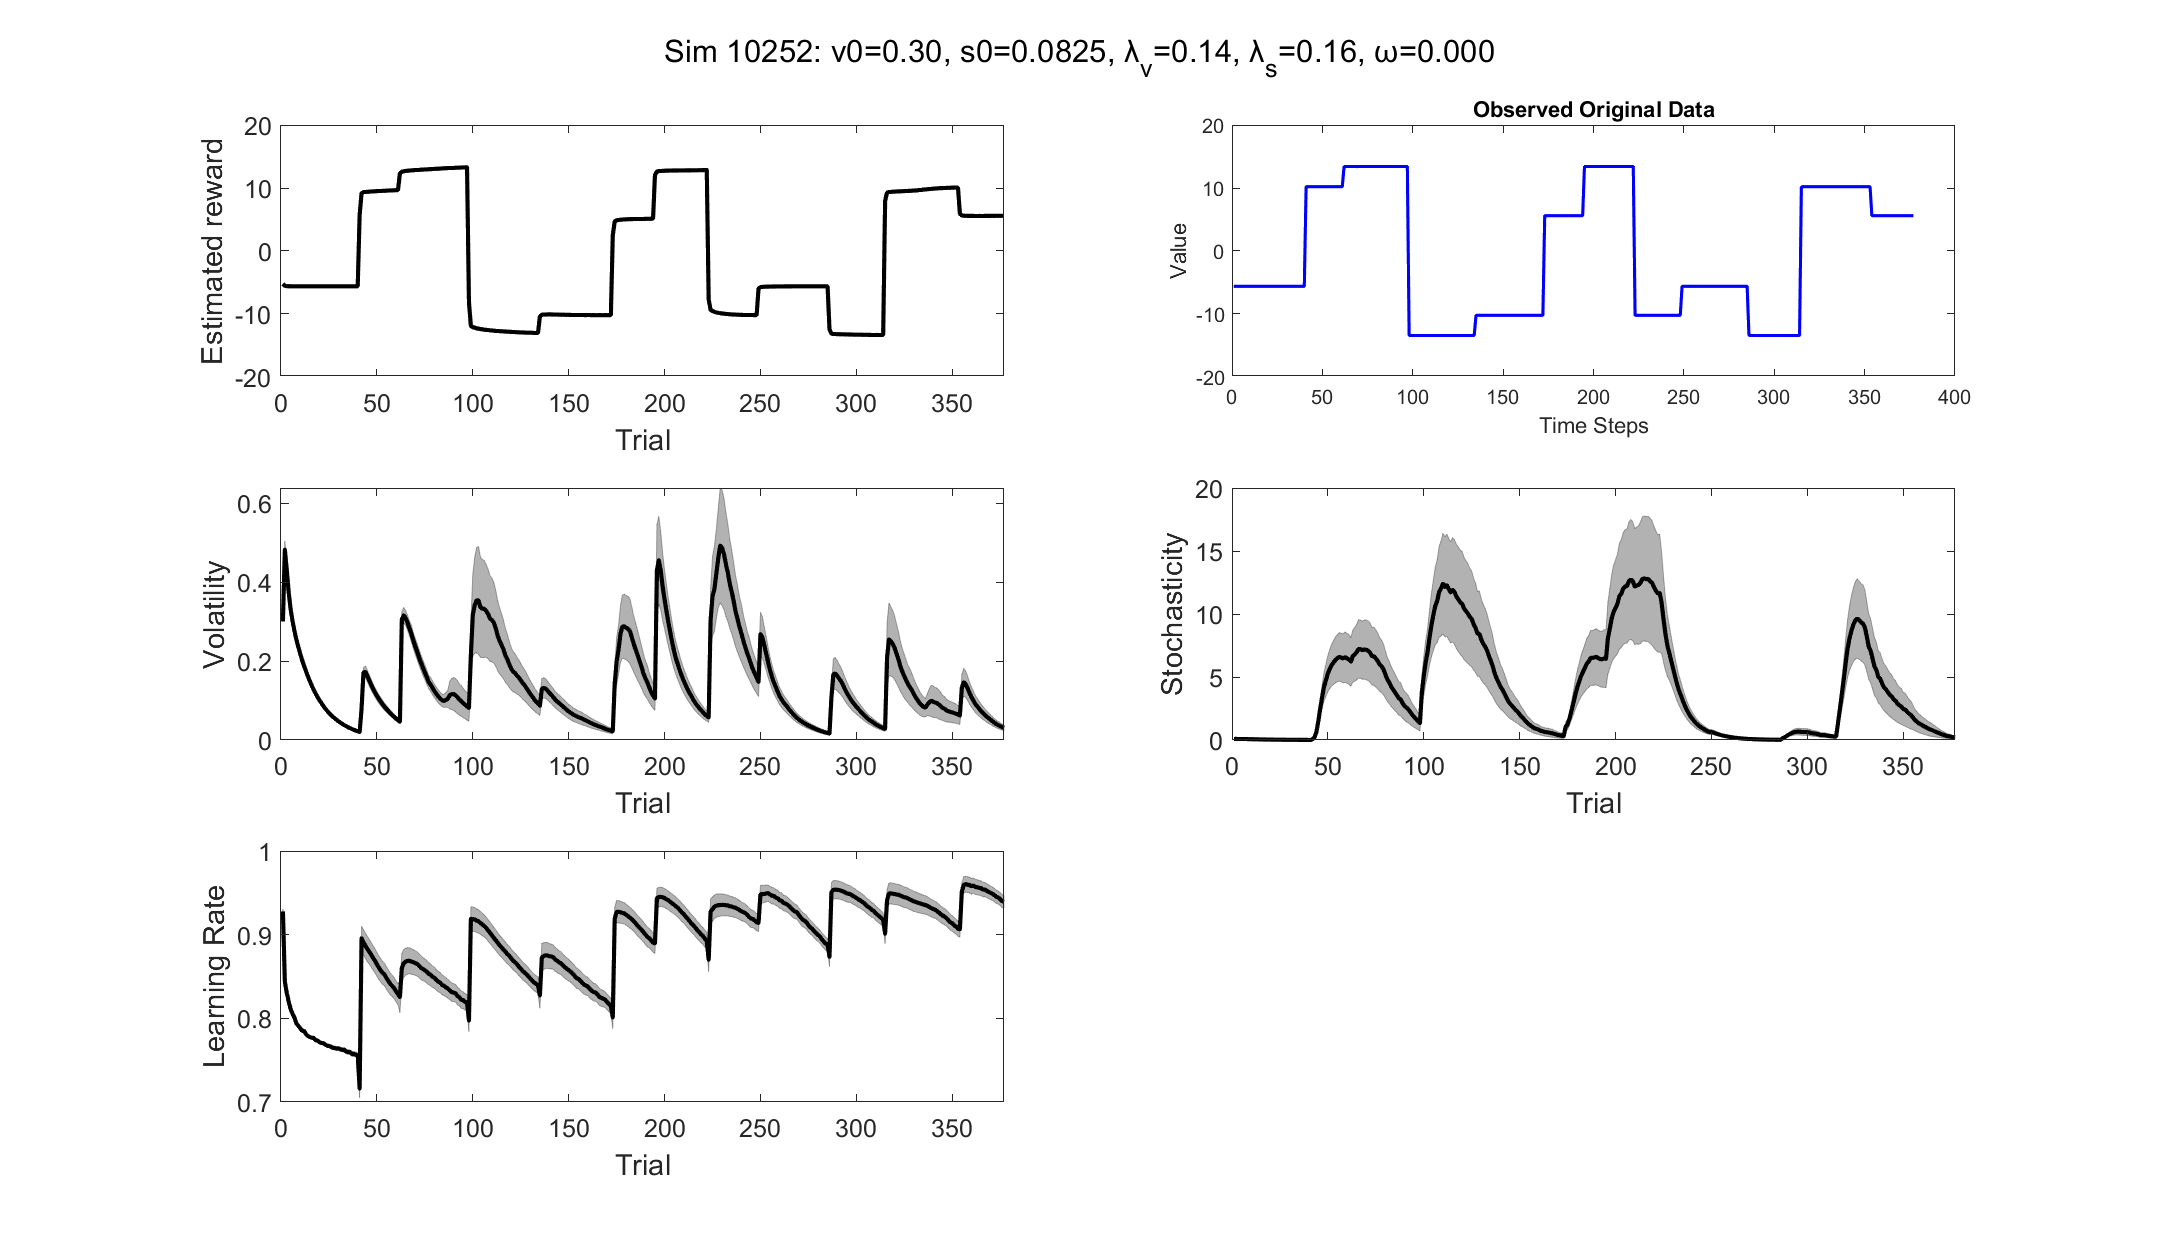 Sim 10252: v0=0.30, s0=0.0825, λv=0.14, λs=0.16, ω=0.000
20
10
0
-10
-20
Estimated reward
0 50 100 150 200 250 300 350
Trial
Observed Original Data
20
10
0
-10
-20
Value
0 50 100 150 200 250 300 350 400
Time Steps
0.6
0.4
0.2
0
Volatility
0 50 100 150 200 250 300 350
Trial
20
15
10
5
0
Stochasticity
0 50 100 150 200 250 300 350
Trial
1
0.9
0.8
0.7
Learning Rate
0 50 100 150 200 250 300 350
Trial